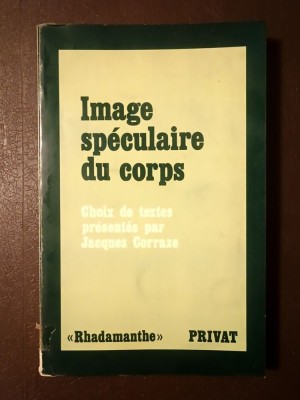 Image
spéculaire
du corps
Choix de textes
présentés par
Jacques Corraze
«Rhadamanthe» PRIVAT